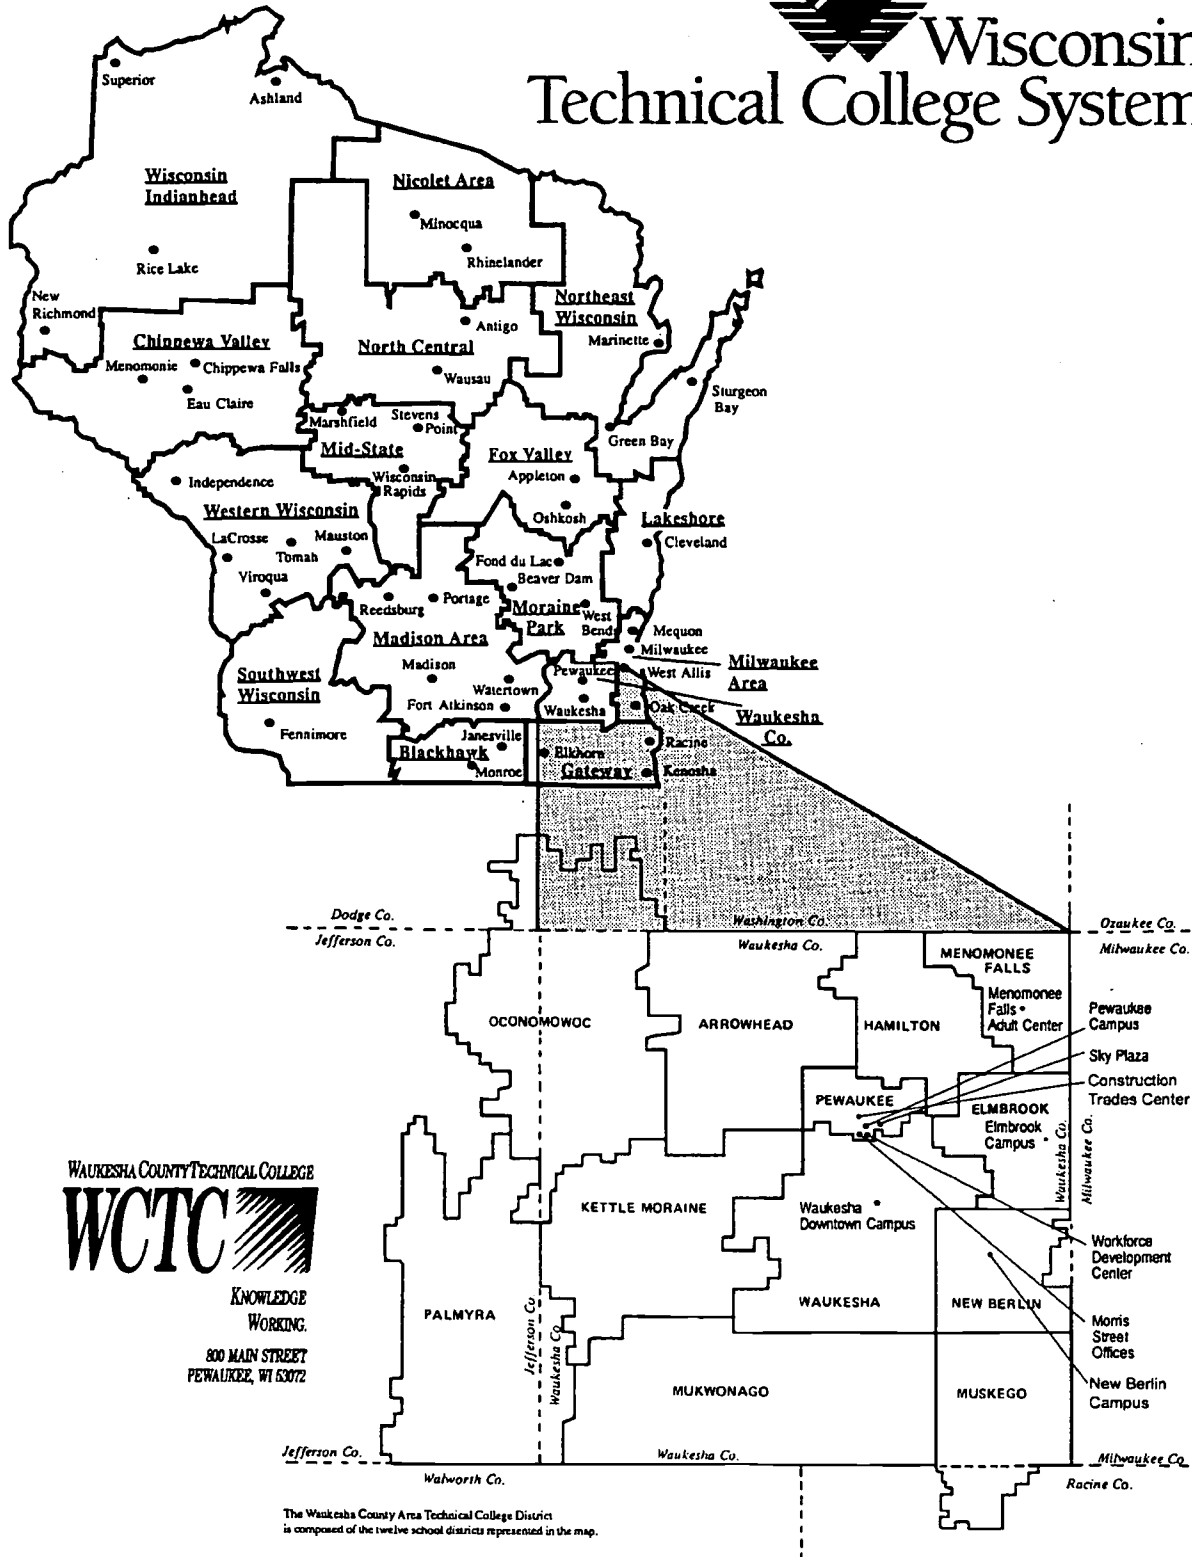 Wisconsin
Technical College System
Superior
Ashland
Wisconsin
Indianhead
Nicolet Area
Minocqua
Rhinelander
Rice Lake
New
Richmond
Northeast
Wisconsin
Antigo
Marinette
Chippewa Valley
North Central
Menomonie
Chippewa Falls
Wausau
Eau Claire
Sturgeon
Bay
Marshfield
Stevens
Point
Green Bay
Mid-State
Fox Valley
Wisconsin
Rapids
Appleton
Independence
Western Wisconsin
Oshkosh
Lakeshore
Cleveland
LaCrosse
Tomah
Mauston
Viroqua
Fond du Lac
Beaver Dam
Reedsburg
Portage
Moraine
Park
West
Bend
Mequon
Madison Area
Milwaukee
Milwaukee
Area
Southwest
Wisconsin
Madison
Pewaukee
West Allis
Watertown
Fort Atkinson
Waukesha
Oak Creek
Waukesha
Co.
Fennimore
Janesville
Blackhawk
Monroe
Elkhorn
Racine
Gateway
Kenosha
Dodge Co.
Washington Co.
Ozaukee Co.
Jefferson Co.
Waukesha Co.
Milwaukee Co.
MENOMONEE
FALLS
Menomonee
Falls
Adult Center
Pewaukee
Campus
OCONOMOWOC
ARROWHEAD
HAMILTON
Sky Plaza
Construction
Trades Center
PEWAUKEE
ELMBROOK
Elmbrook
Campus
Waukesha Co.
Milwaukee Co.
WAUKESHA COUNTY TECHNICAL COLLEGE
WCTC
KNOWLEDGE
WORKING.
800 MAIN STREET
PEWAUKEE, WI 53072
KETTLE MORAINE
Waukesha
Downtown Campus
Workforce
Development
Center
PALMYRA
Jefferson Co
Waukesha Co
WAUKESHA
NEW BERLIN
Morris
Street
Offices
MUKWONAGO
MUSKEGO
New Berlin
Campus
Jefferson Co.
Waukesha Co.
Milwaukee Co
Walworth Co.
Racine Co.
The Waukesha County Area Technical College District
is composed of the twelve school districts represented in the map.